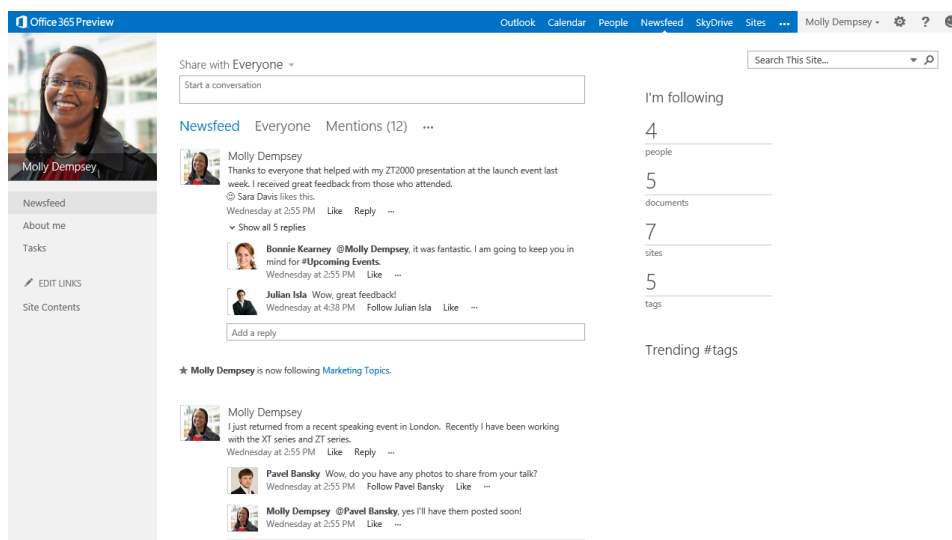 Office 365 Preview
Outlook Calendar People Newsfeed SkyDrive Sites ... Molly Dempsey ?
Molly Dempsey
Newsfeed
About me
Tasks
EDIT LINKS
Site Contents
Share with Everyone
Start a conversation
Newsfeed Everyone Mentions (12) ...
Molly Dempsey
Thanks to everyone that helped with my ZT2000 presentation at the launch event last
week. I received great feedback from those who attended.
Sara Davis likes this.
Wednesday at 2:55 PM Like Reply ...
Show all 5 replies
Bonnie Kearney @Molly Dempsey, it was fantastic. I am going to keep you in
mind for #Upcoming Events.
Wednesday at 2:55 PM Like ...
Julian Isla Wow, great feedback!
Wednesday at 4:38 PM Follow Julian Isla Like ...
Add a reply
Molly Dempsey is now following Marketing Topics.
Molly Dempsey
I just returned from a recent speaking event in London. Recently I have been working
with the XT series and ZT series.
Wednesday at 2:55 PM Like Reply ...
Pavel Bansky Wow, do you have any photos to share from your talk?
Wednesday at 2:55 PM Follow Pavel Bansky Like ...
Molly Dempsey @Pavel Bansky, yes I'll have them posted soon!
Wednesday at 2:55 PM Like ...
Search This Site...
I'm following
4
people
5
documents
7
sites
5
tags
Trending #tags